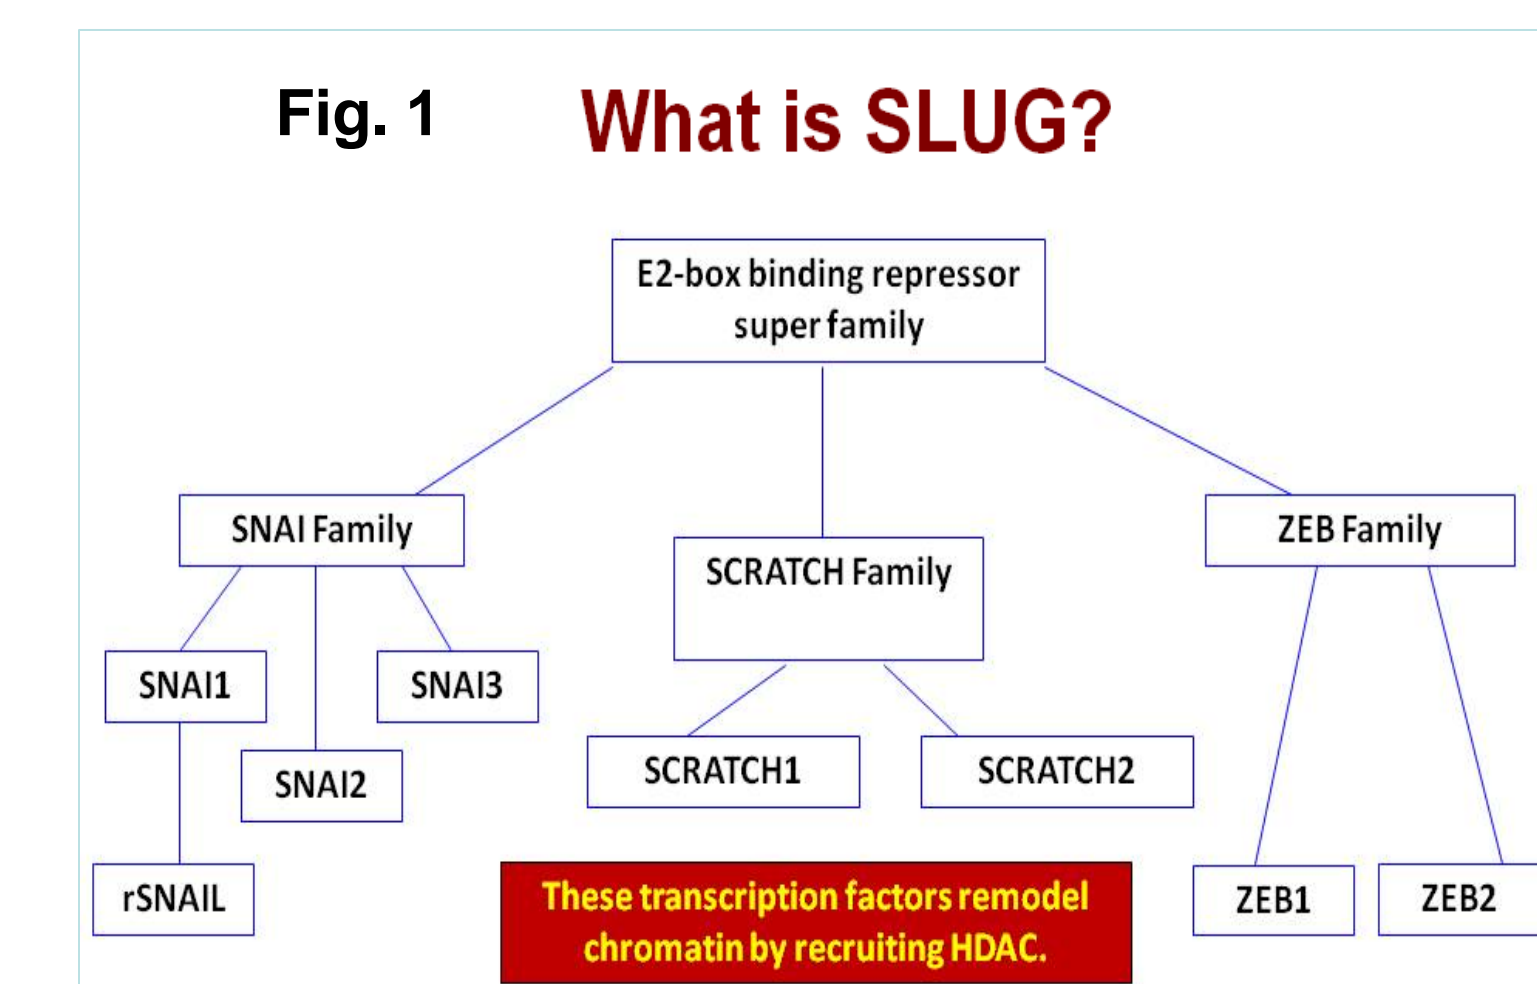 Fig. 1
What is SLUG?
E2-box binding repressor
super family
SNAI Family
SCRATCH Family
ZEB Family
SNAI1
SNAI3
SNAI2
SCRATCH1
SCRATCH2
rSNAIL
ZEB1
ZEB2
These transcription factors remodel
chromatin by recruiting HDAC.